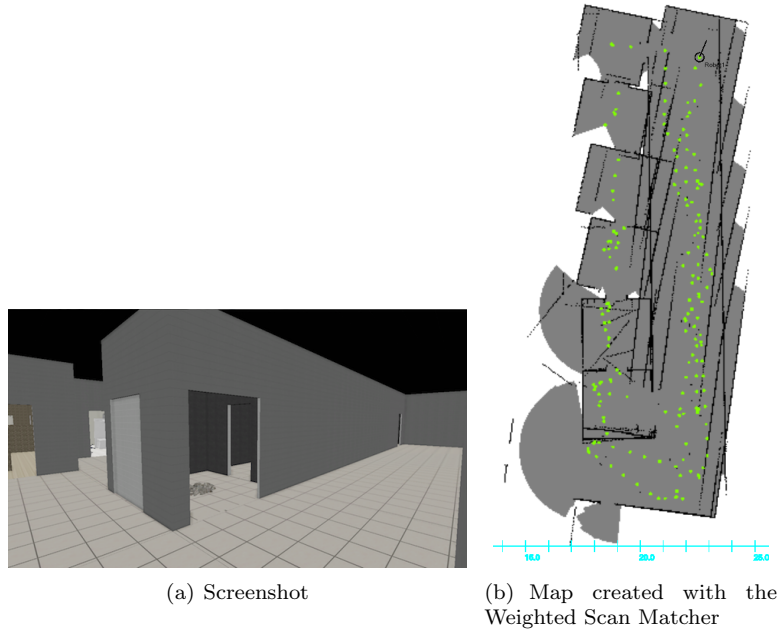 Robot1
15.0 20.0 25.0
(a) Screenshot
(b) Map created with the
Weighted Scan Matcher